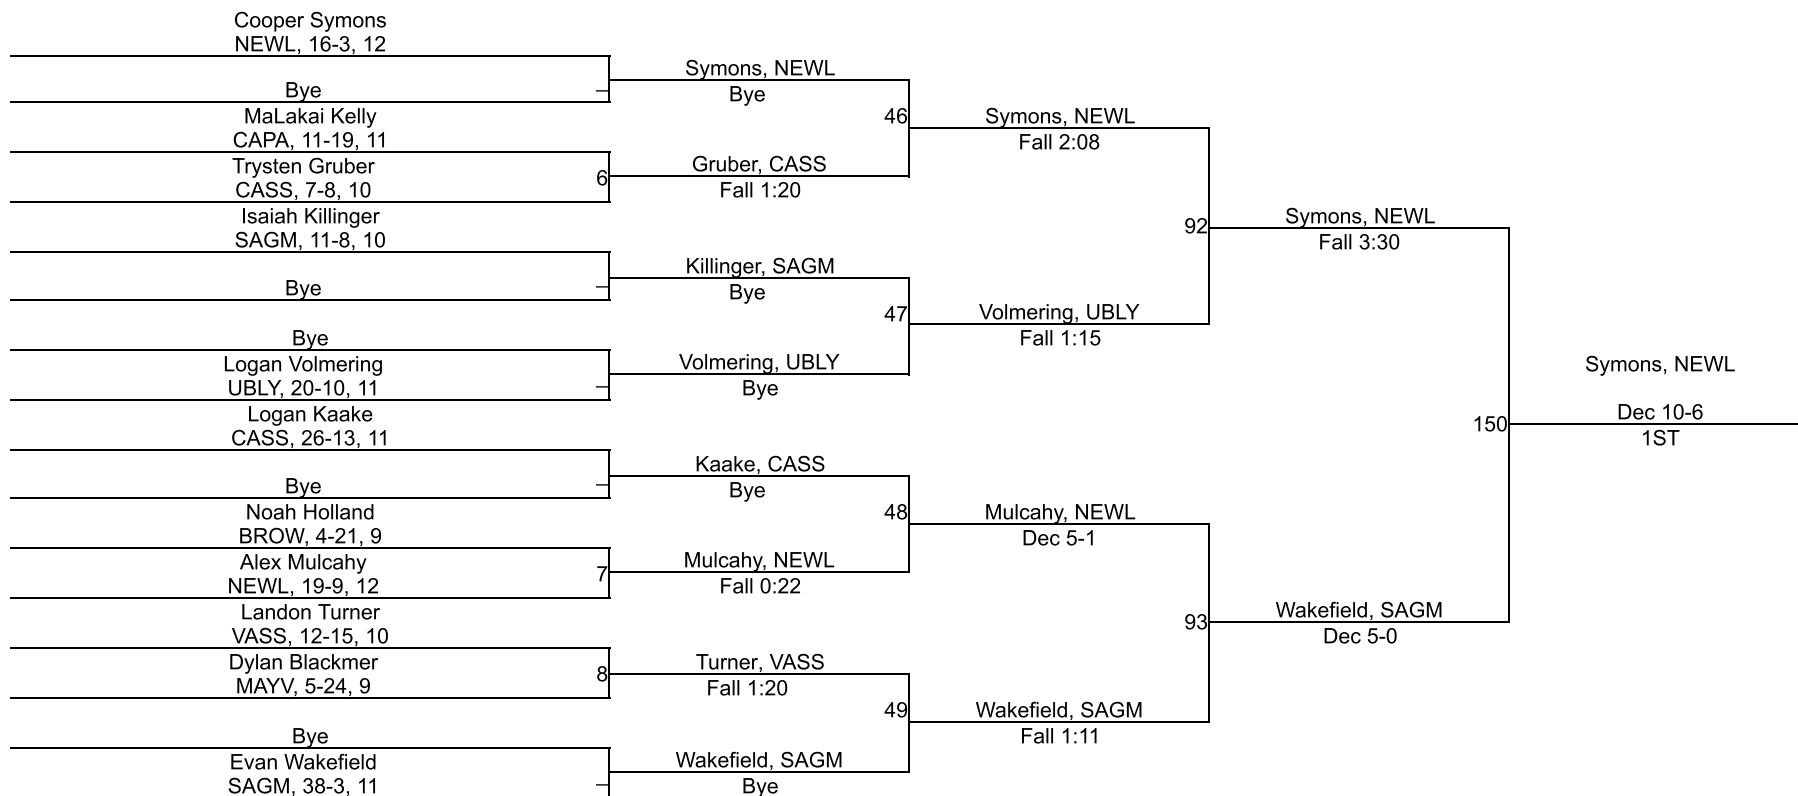 Cooper Symons
NEWL, 16-3, 12
Bye
MaLakai Kelly
CAPA, 11-19, 11
Trysten Gruber
CASS, 7-8, 10
6
Isaiah Killinger
SAGM, 11-8, 10
Bye
Bye
Logan Volmering
UBLY, 20-10, 11
Logan Kaake
CASS, 26-13, 11
Bye
Noah Holland
BROW, 4-21, 9
Alex Mulcahy
NEWL, 19-9, 12
7
Landon Turner
VASS, 12-15, 10
Dylan Blackmer
MAYV, 5-24, 9
8
Bye
Evan Wakefield
SAGM, 38-3, 11
Symons, NEWL
Bye
46
Gruber, CASS
Fall 1:20
Killinger, SAGM
Bye
47
Volmering, UBLY
Bye
Kaake, CASS
Bye
48
Mulcahy, NEWL
Fall 0:22
Turner, VASS
Fall 1:20
49
Wakefield, SAGM
Bye
Symons, NEWL
Fall 2:08
92
Volmering, UBLY
Fall 1:15
Mulcahy, NEWL
Dec 5-1
93
Wakefield, SAGM
Fall 1:11
Symons, NEWL
Fall 3:30
150
Wakefield, SAGM
Dec 5-0
Symons, NEWL
Dec 10-6
1ST